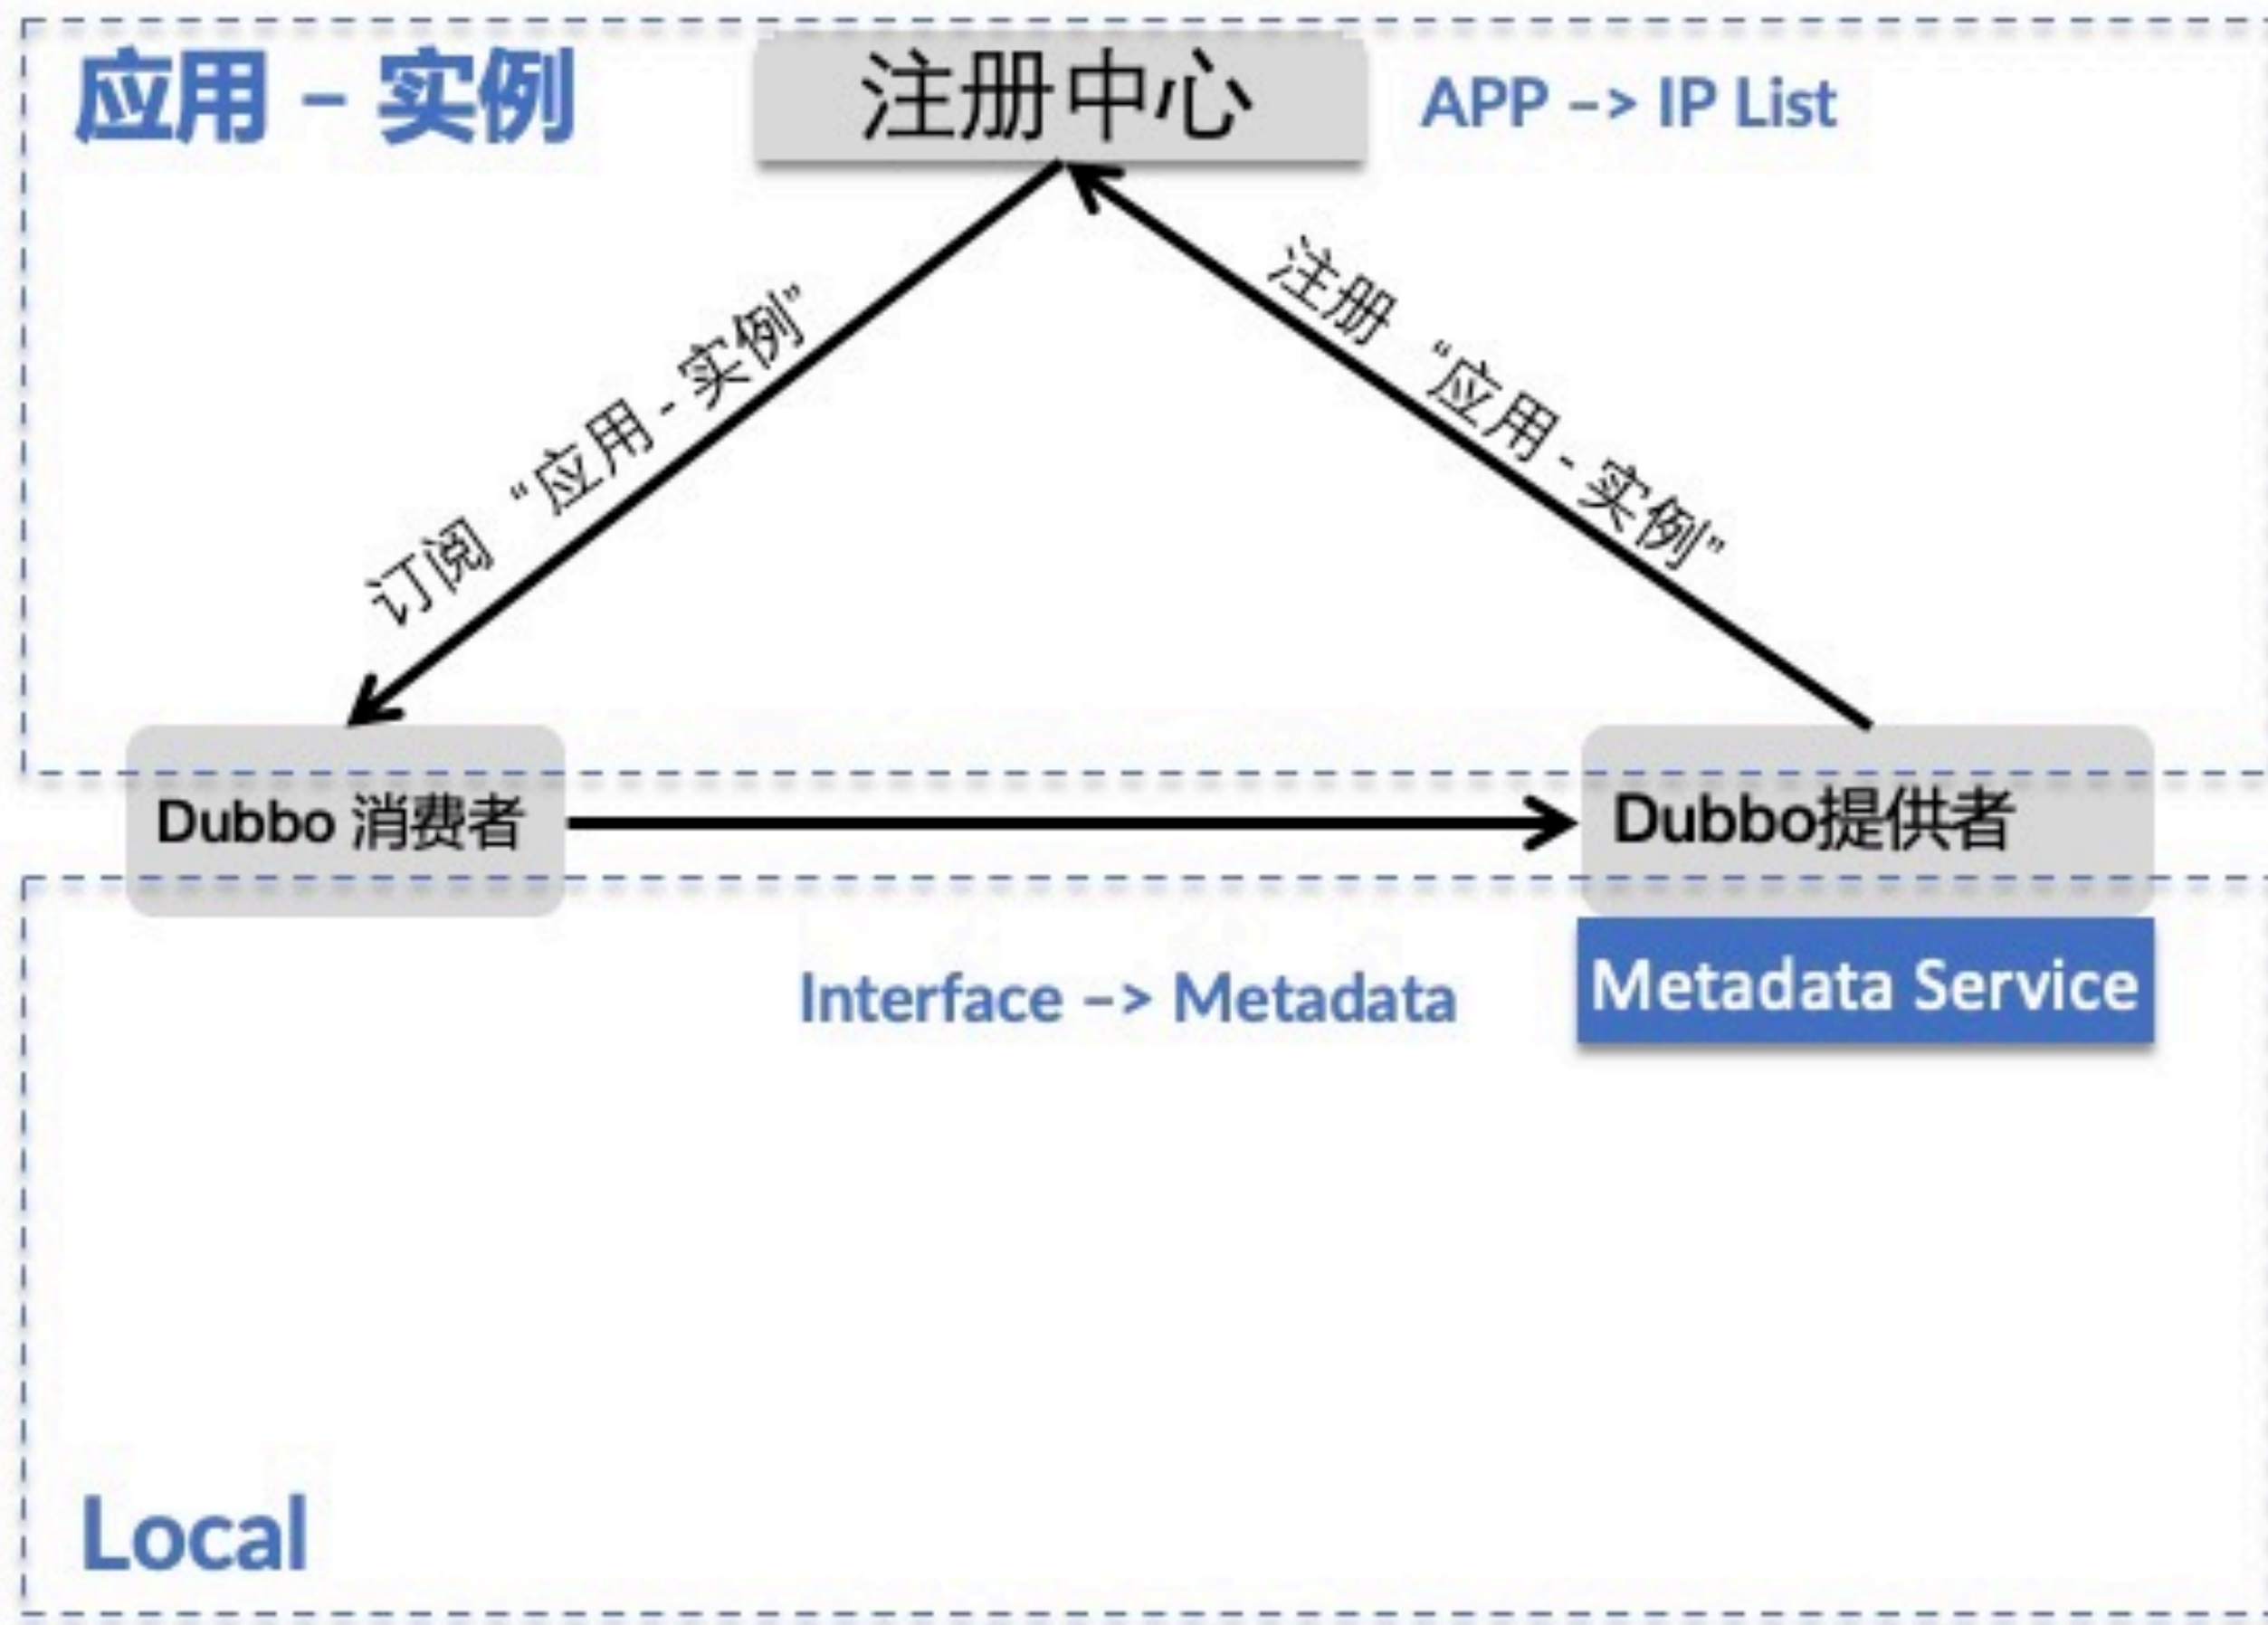 应用 – 实例
注册中心
APP –> IP List
订阅 “应用 - 实例”
注册 “应用 - 实例”
Dubbo 消费者
Dubbo提供者
Interface –> Metadata
Metadata Service
Local